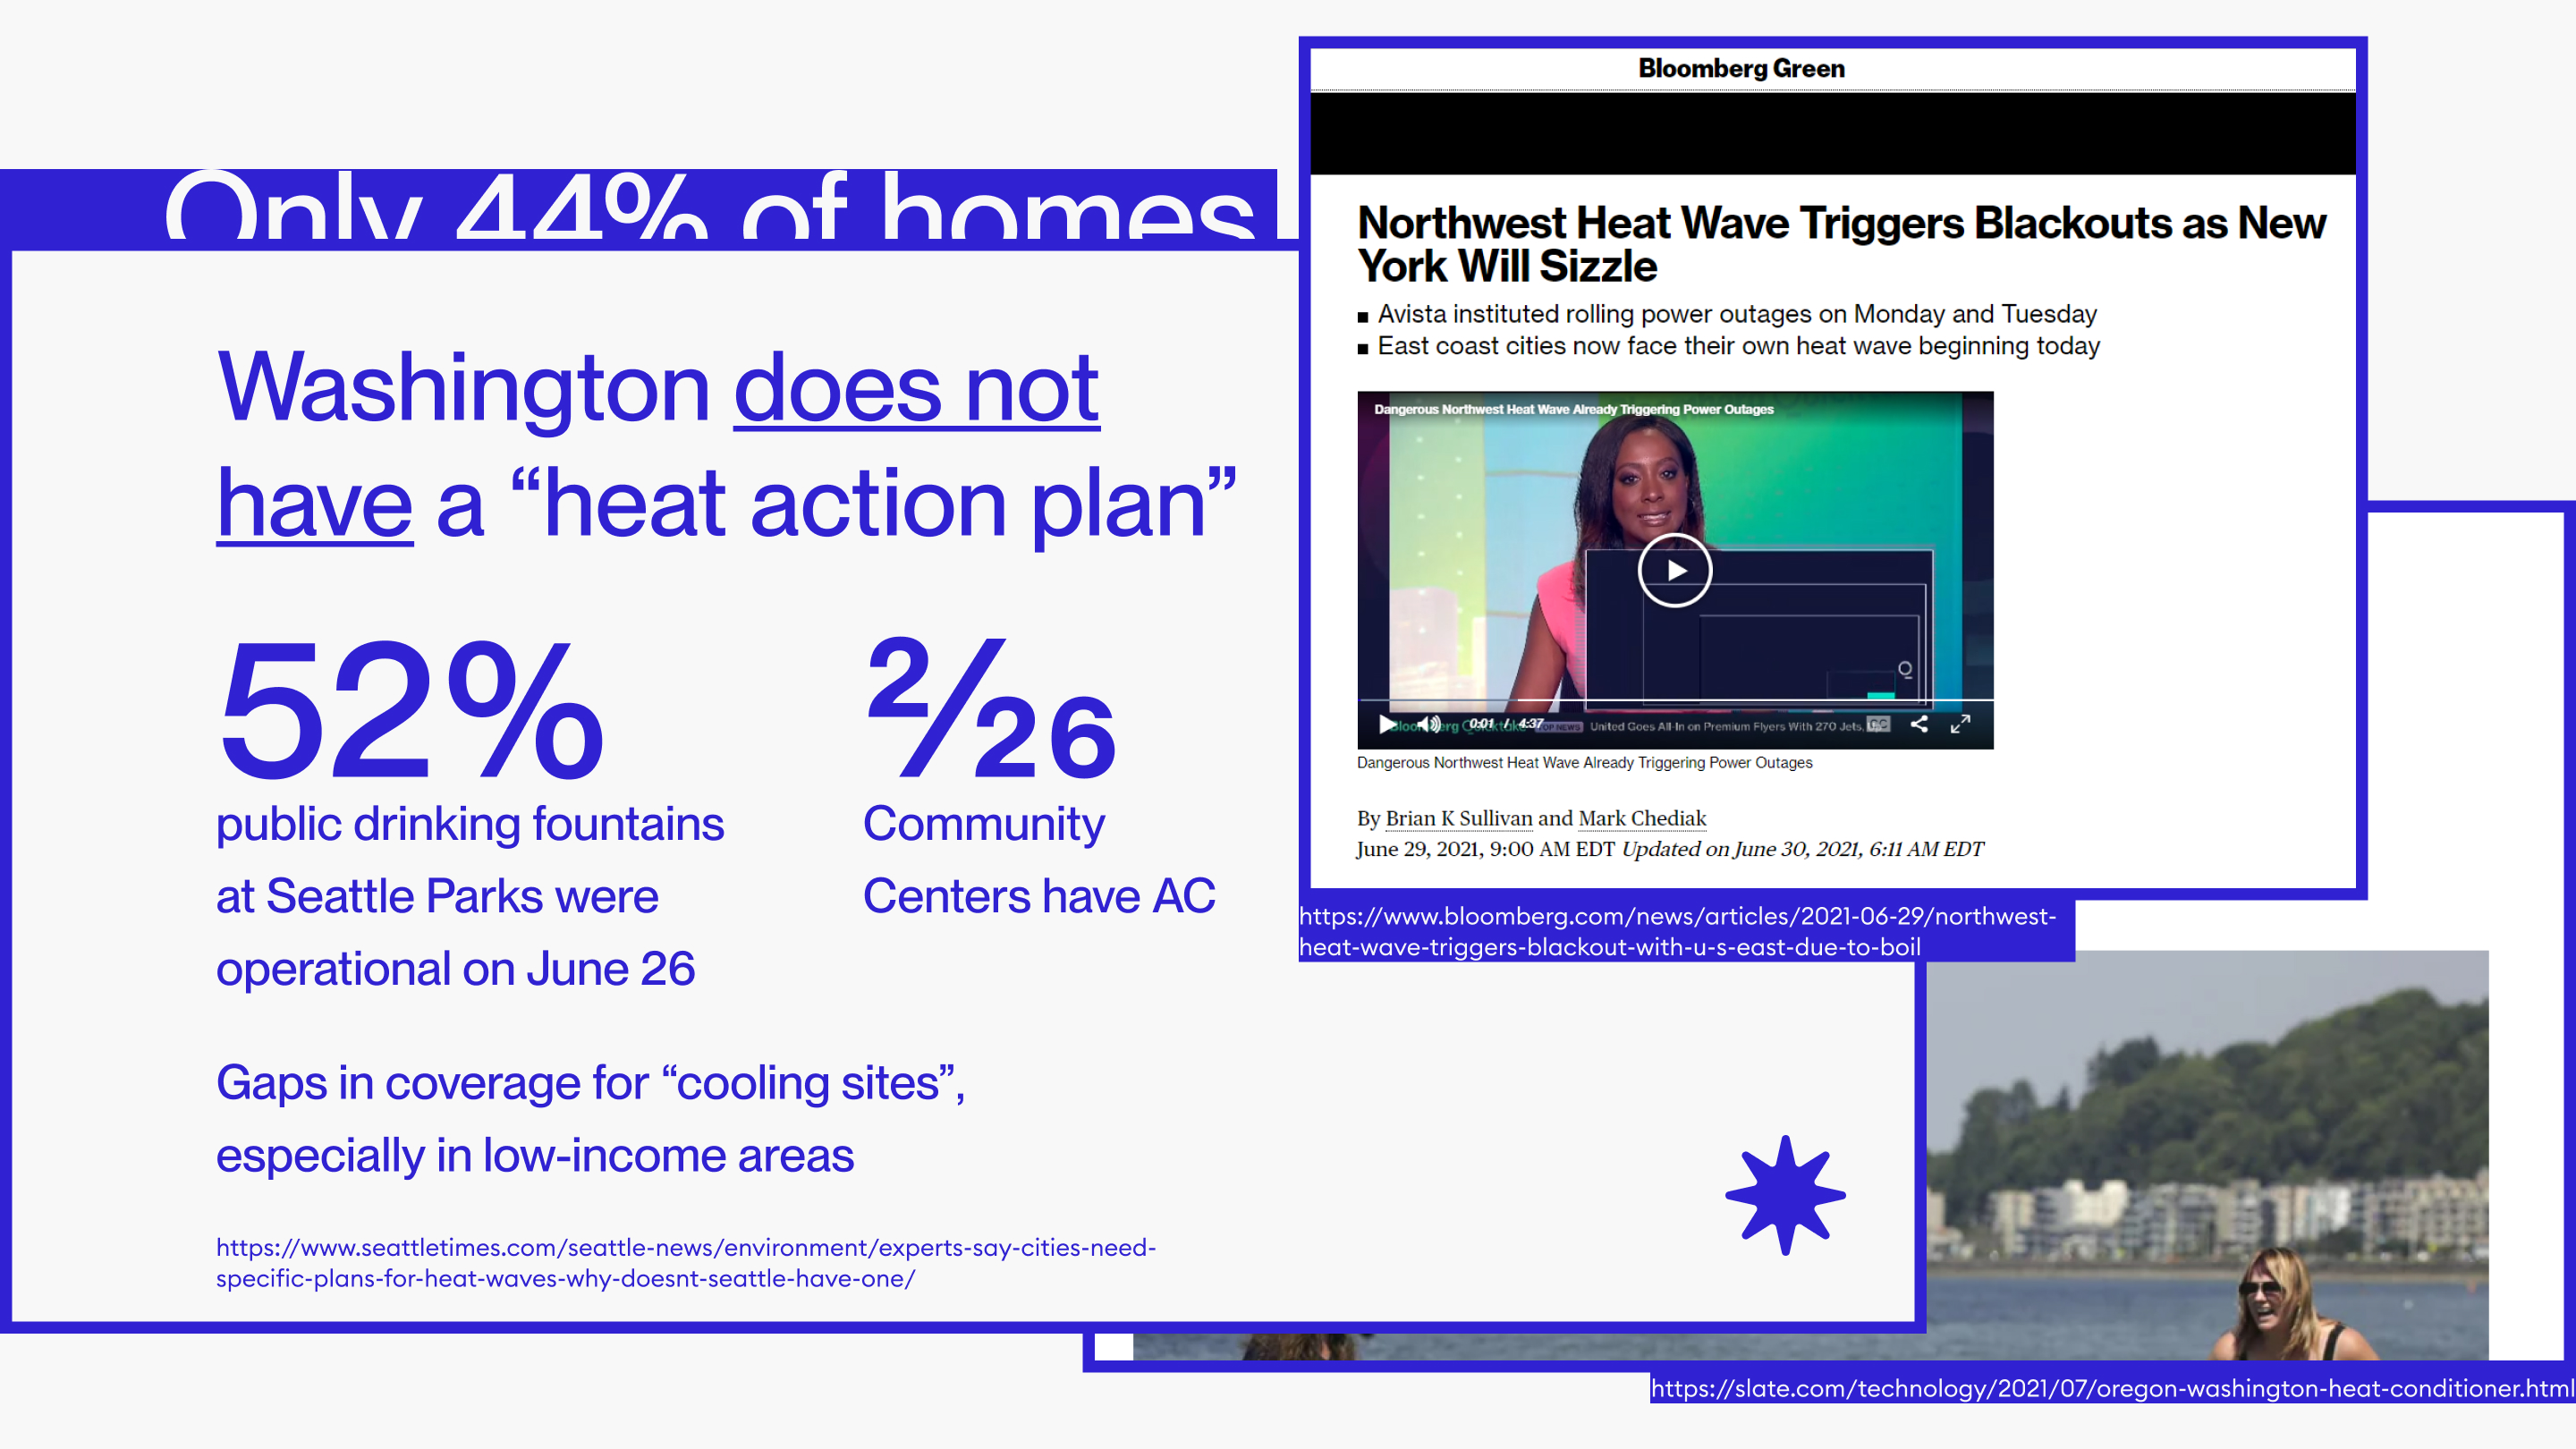 Only 44% of homes
Washington does not
have a “heat action plan”
52%
public drinking fountains
at Seattle Parks were
operational on June 26
2/26
Community
Centers have AC
Gaps in coverage for “cooling sites”,
especially in low-income areas
https://www.seattletimes.com/seattle-news/environment/experts-say-cities-need-
specific-plans-for-heat-waves-why-doesnt-seattle-have-one/
Bloomberg Green
Northwest Heat Wave Triggers Blackouts as New
York Will Sizzle
▪ Avista instituted rolling power outages on Monday and Tuesday
▪ East coast cities now face their own heat wave beginning today
Dangerous Northwest Heat Wave Already Triggering Power Outages
0:01 / 4:37
TOP NEWS United Goes All-In on Premium Flyers With 270 Jets,
CC
Dangerous Northwest Heat Wave Already Triggering Power Outages
By Brian K Sullivan and Mark Chediak
June 29, 2021, 9:00 AM EDT Updated on June 30, 2021, 6:11 AM EDT
https://www.bloomberg.com/news/articles/2021-06-29/northwest-
heat-wave-triggers-blackout-with-u-s-east-due-to-boil
https://slate.com/technology/2021/07/oregon-washington-heat-conditioner.html